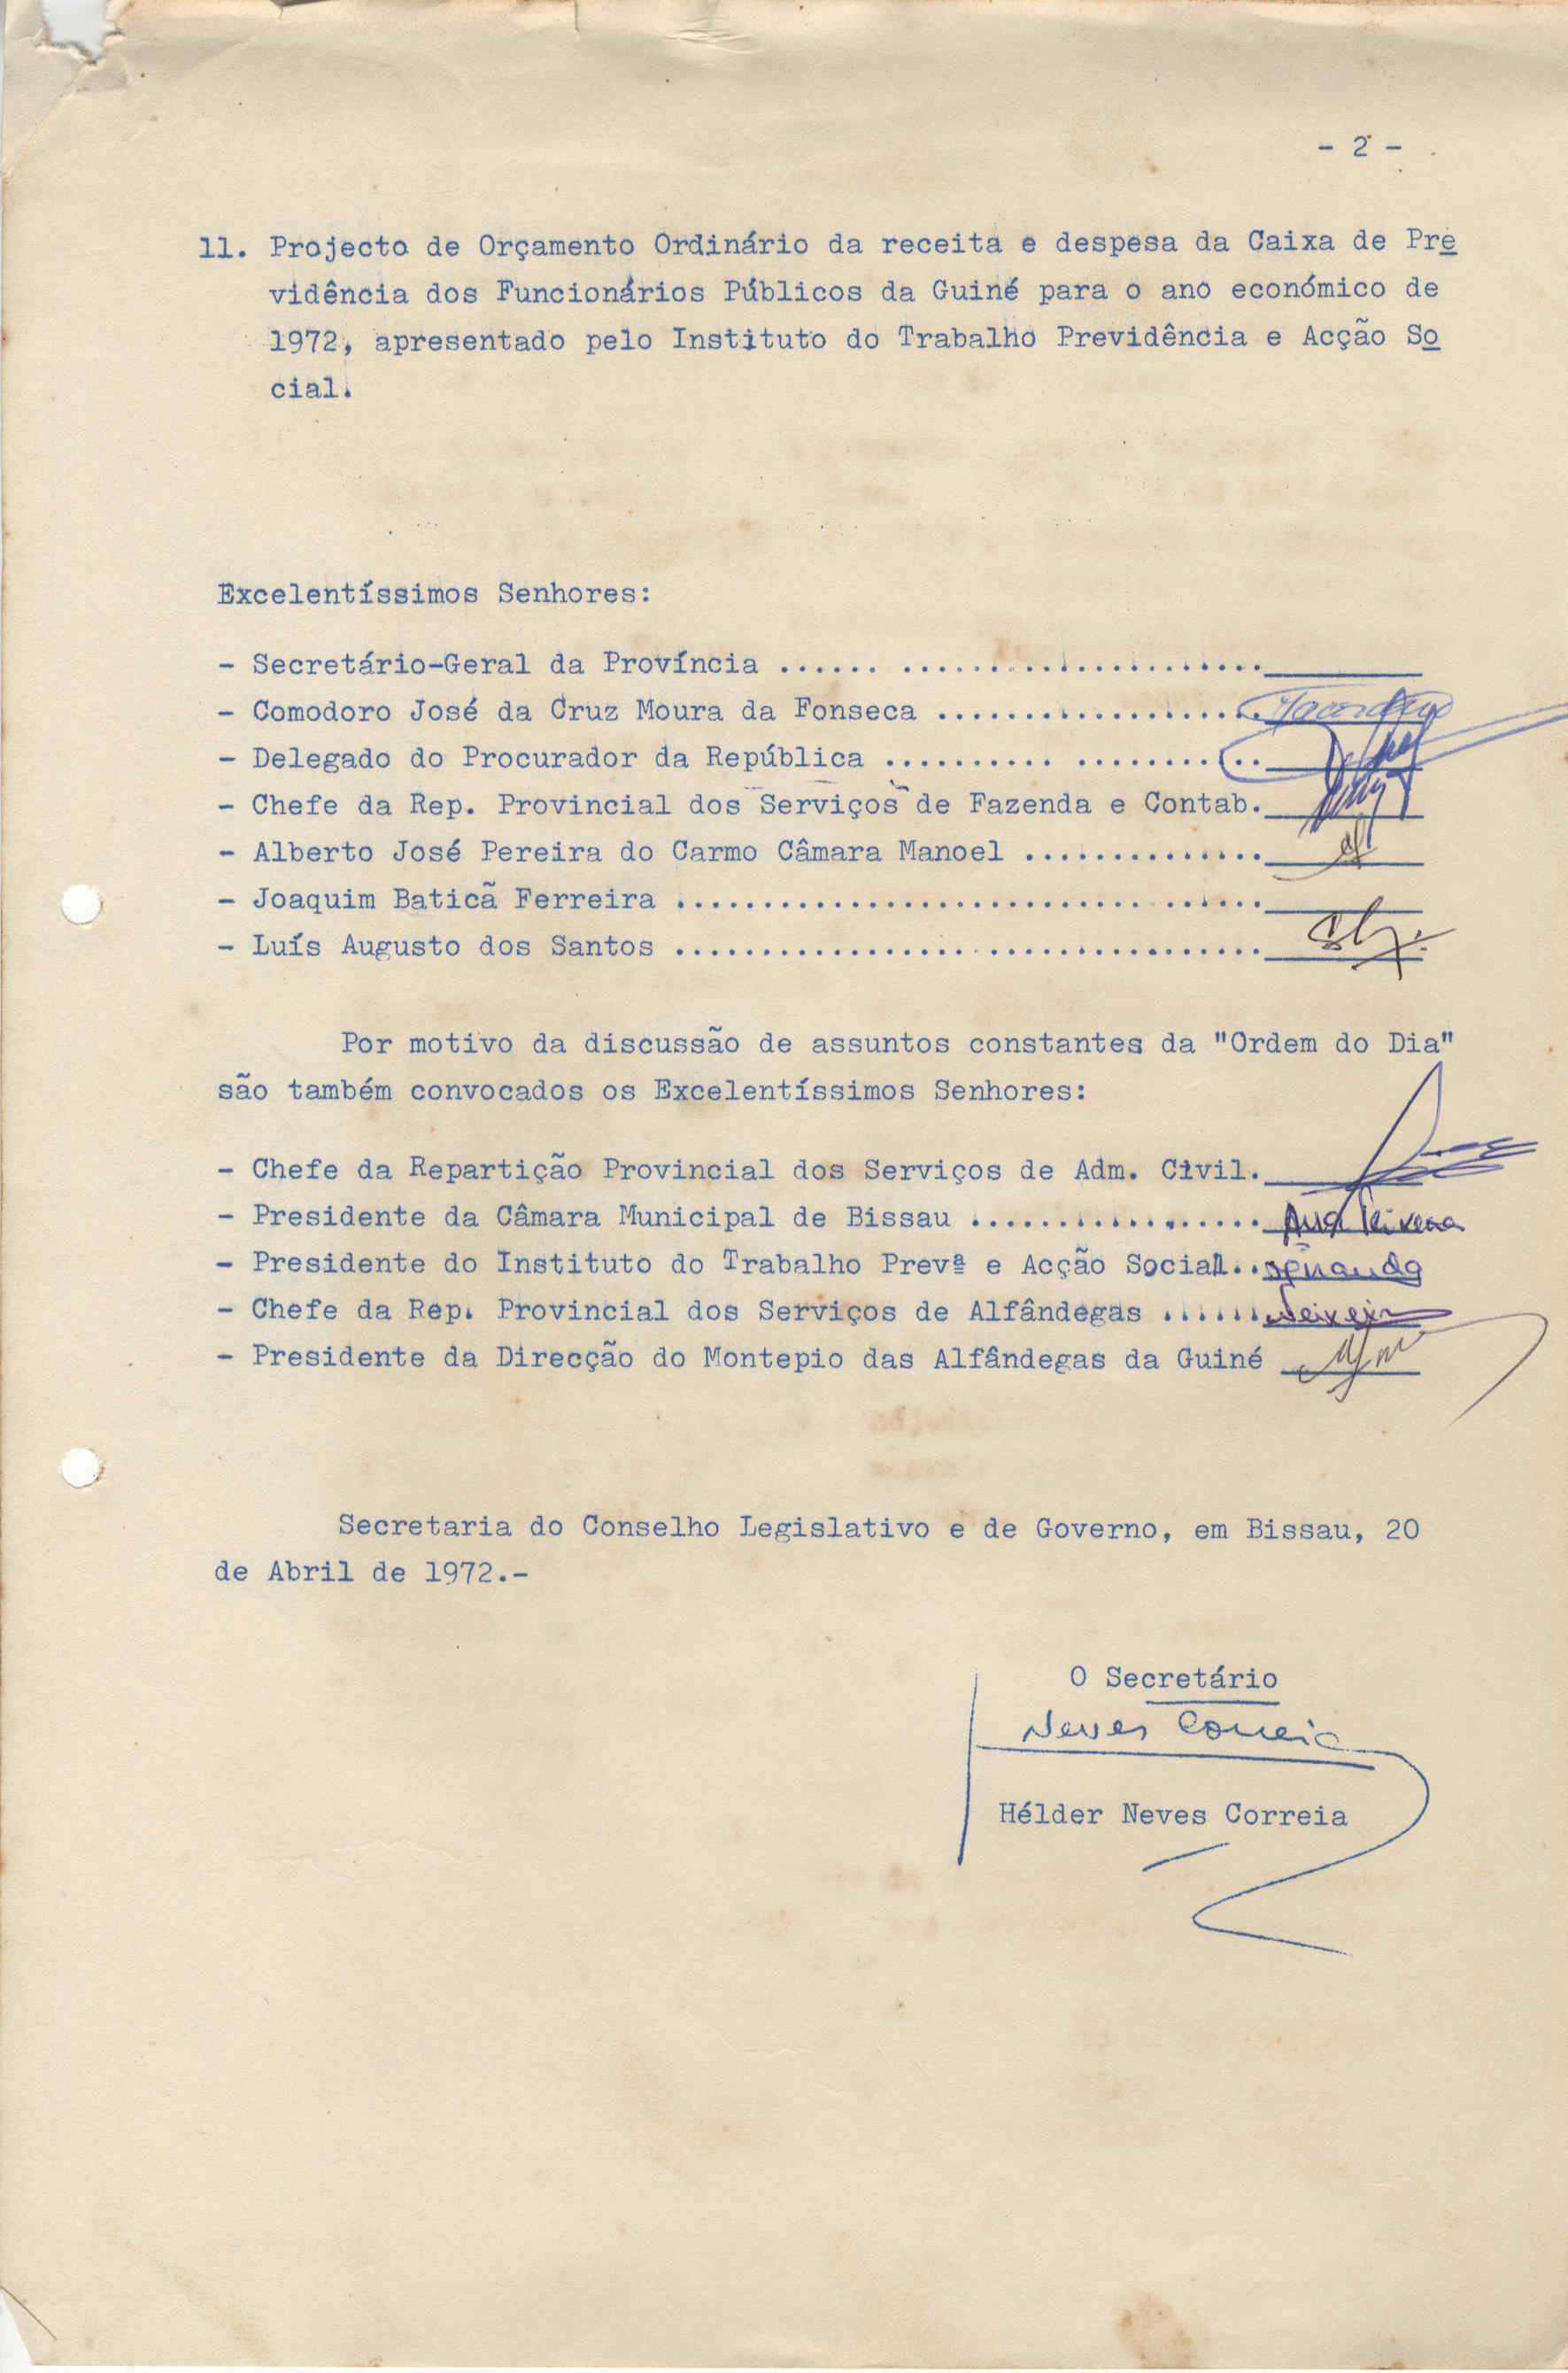 - 2 -
11. Projecto de Orçamento Ordinário da receita e despesa da Caixa de Pre
vidência dos Funcionários Públicos da Guiné para o ano económico de
1972, apresentado pelo Instituto do Trabalho Previdência e Acção So
cial.
Excelentíssimos Senhores:
- Secretário-Geral da Província ...... .....................
- Comodoro José da Cruz Moura da Fonseca ...................
- Delegado do Procurador da República .......... ..........
- Chefe da Rep. Provincial dos Serviços de Fazenda e Contab.
- Alberto José Pereira do Carmo Câmara Manoel ..............
- Joaquim Baticã Ferreira ..................................
- Luís Augusto dos Santos ..................................
Por motivo da discussão de assuntos constantes da "Ordem do Dia"
são também convocados os Excelentíssimos Senhores:
- Chefe da Repartição Provincial dos Serviços de Adm. Civil.
- Presidente da Câmara Municipal de Bissau .................
- Presidente do Instituto do Trabalho Prevª e Acção Social..
- Chefe da Rep. Provincial dos Serviços de Alfândegas ......
- Presidente da Direcção do Montepio das Alfândegas da Guiné
Secretaria do Conselho Legislativo e de Governo, em Bissau, 20
de Abril de 1972.-
O Secretário
Neves Correia
Hélder Neves Correia